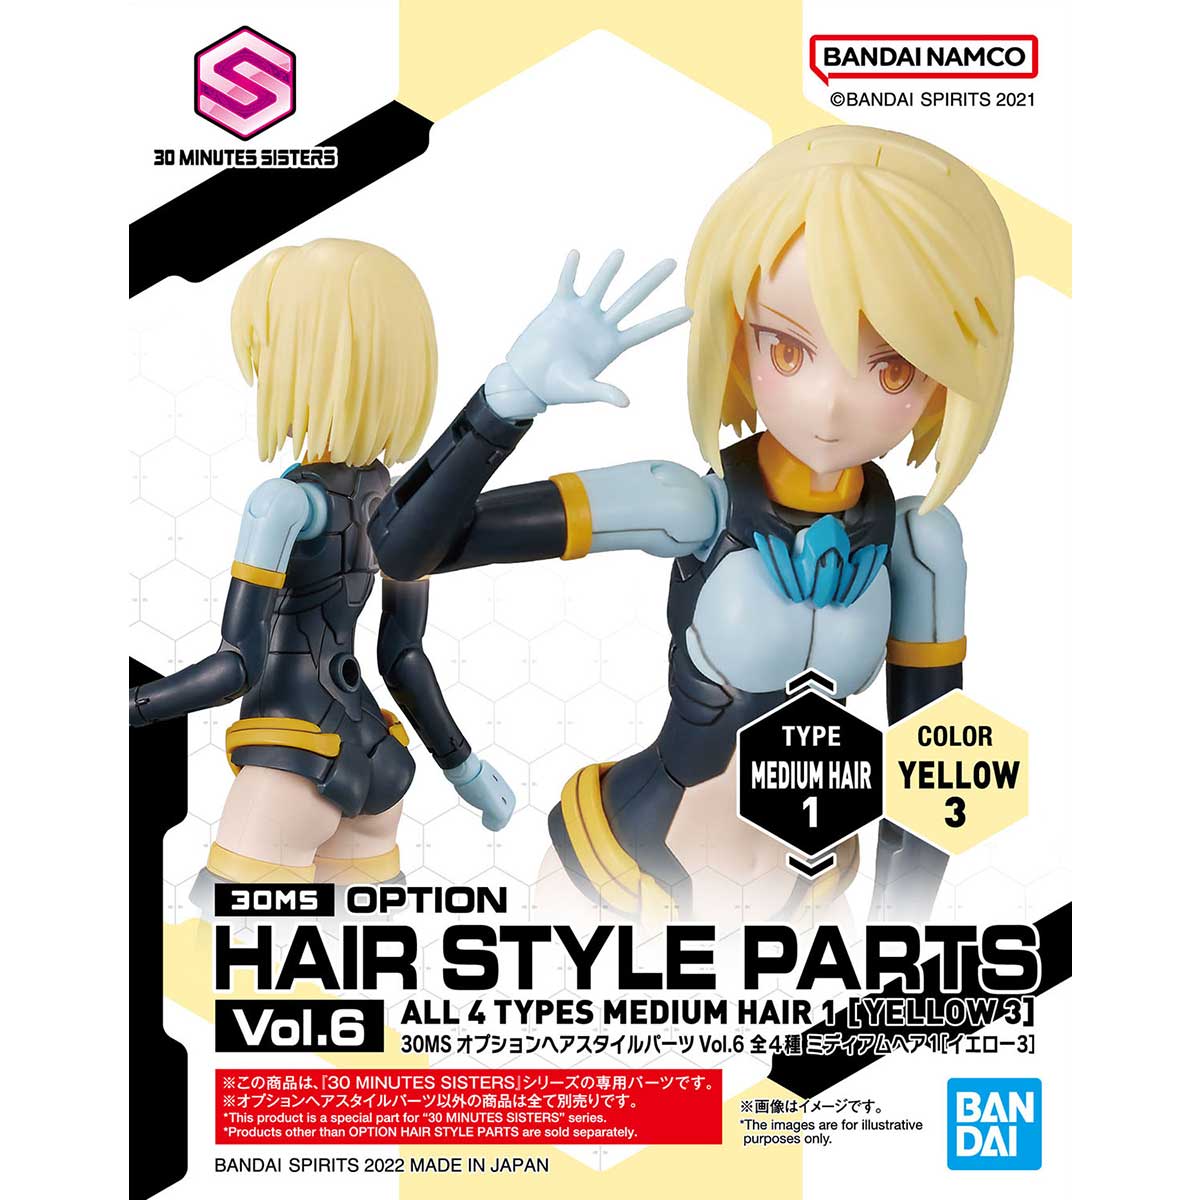 BANDAI NAMCO
©BANDAI SPIRITS 2021
S
30 MINUTES SISTERS
TYPE
MEDIUM HAIR
1
COLOR
YELLOW
3
30MS OPTION
HAIR STYLE PARTS
Vol.6
ALL 4 TYPES MEDIUM HAIR 1 [YELLOW 3]
30MS オプションヘアスタイルパーツ Vol.6 全4種 ミディアムヘア1[イエロー3]
※この商品は、『30 MINUTES SISTERS』シリーズの専用パーツです。
※オプションヘアスタイルパーツ以外の商品は全て別売りです。
*This product is a special part for “30 MINUTES SISTERS” series.
*Products other than OPTION HAIR STYLE PARTS are sold separately.
※画像はイメージです。
*The images are for illustrative
purposes only.
BAN
DAI
BANDAI SPIRITS 2022 MADE IN JAPAN